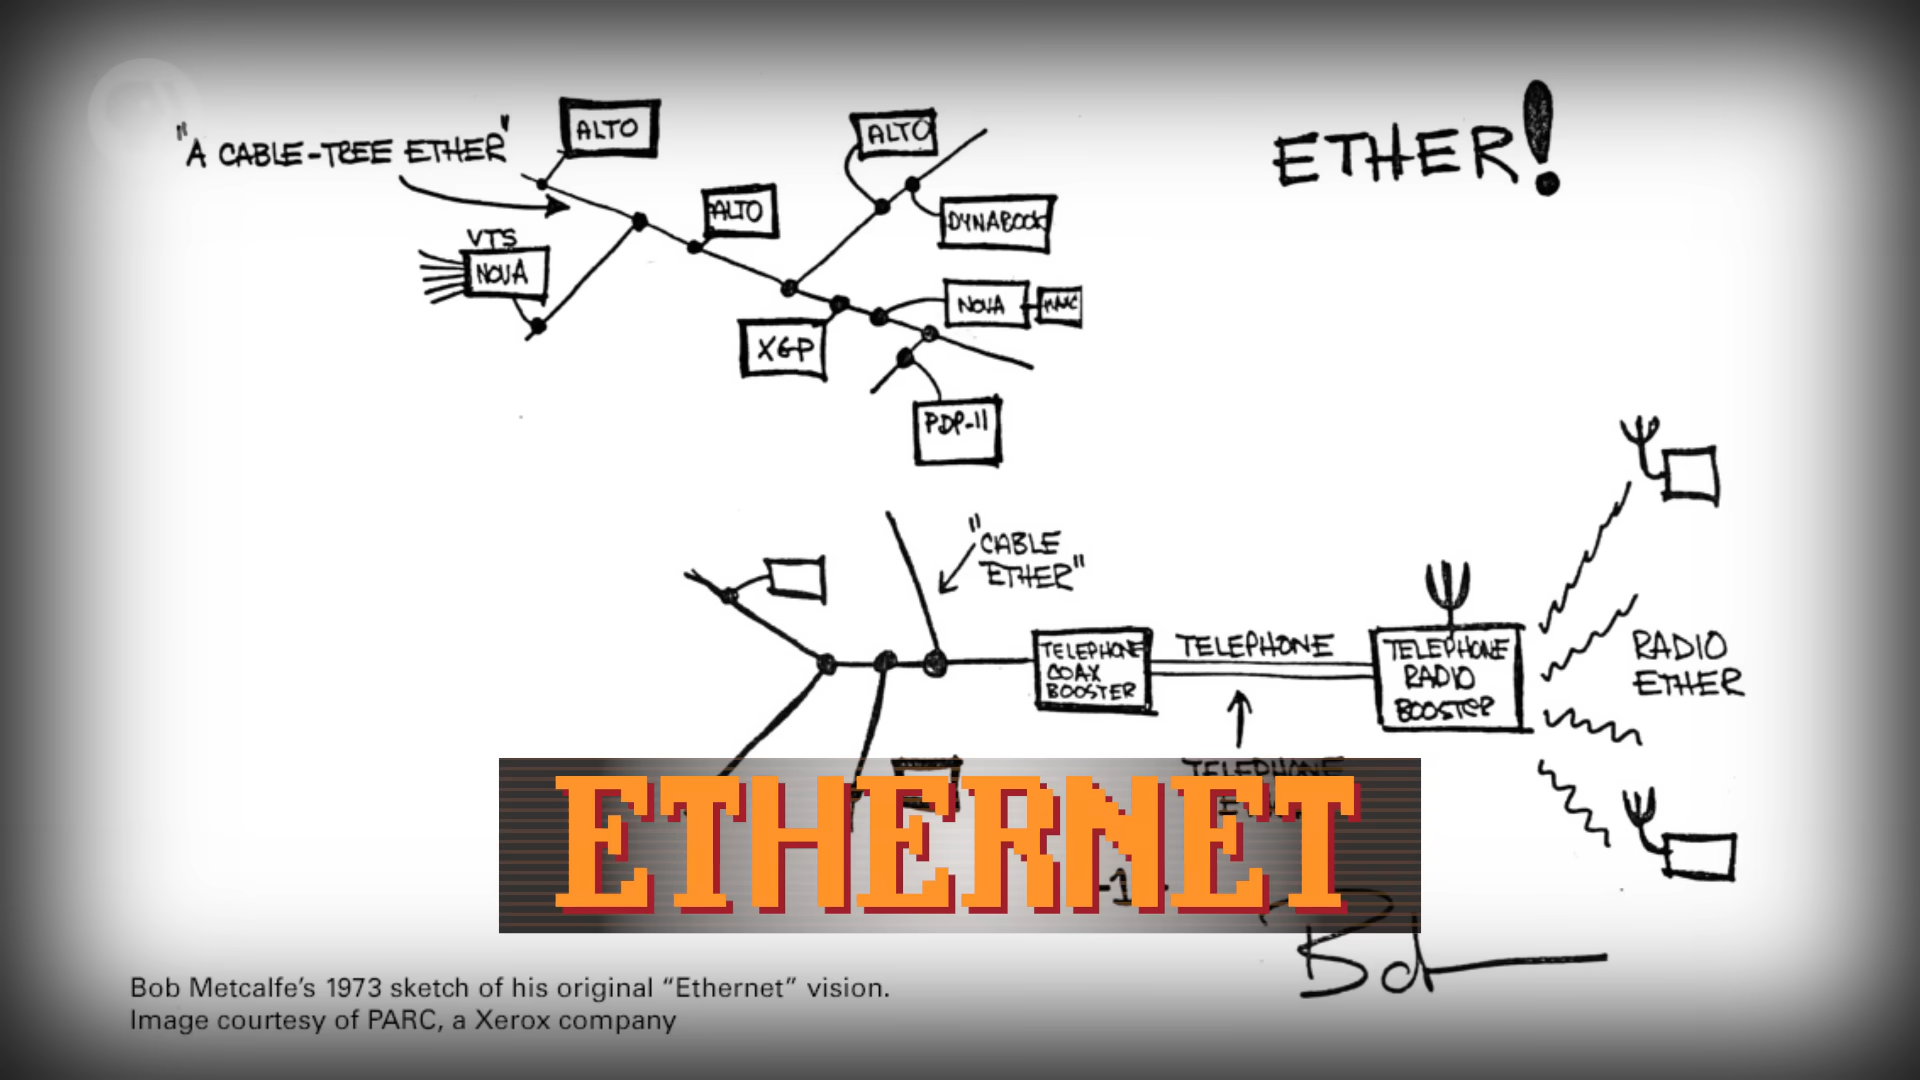 "A CABLE-TREE ETHER"
ALTO
ALTO
ETHER!
ALTO
DYNABOOK
VTS
NOVA
NOVA
XGP
PDP-11
"CABLE
ETHER"
TELEPHONE
COAX
BOOSTER
TELEPHONE
TELEPHONE
RADIO
BOOSTER
RADIO
ETHER
TELEPHONE
ETHERNET
-1-
Bob Metcalfe's 1973 sketch of his original "Ethernet" vision.
Image courtesy of PARC, a Xerox company